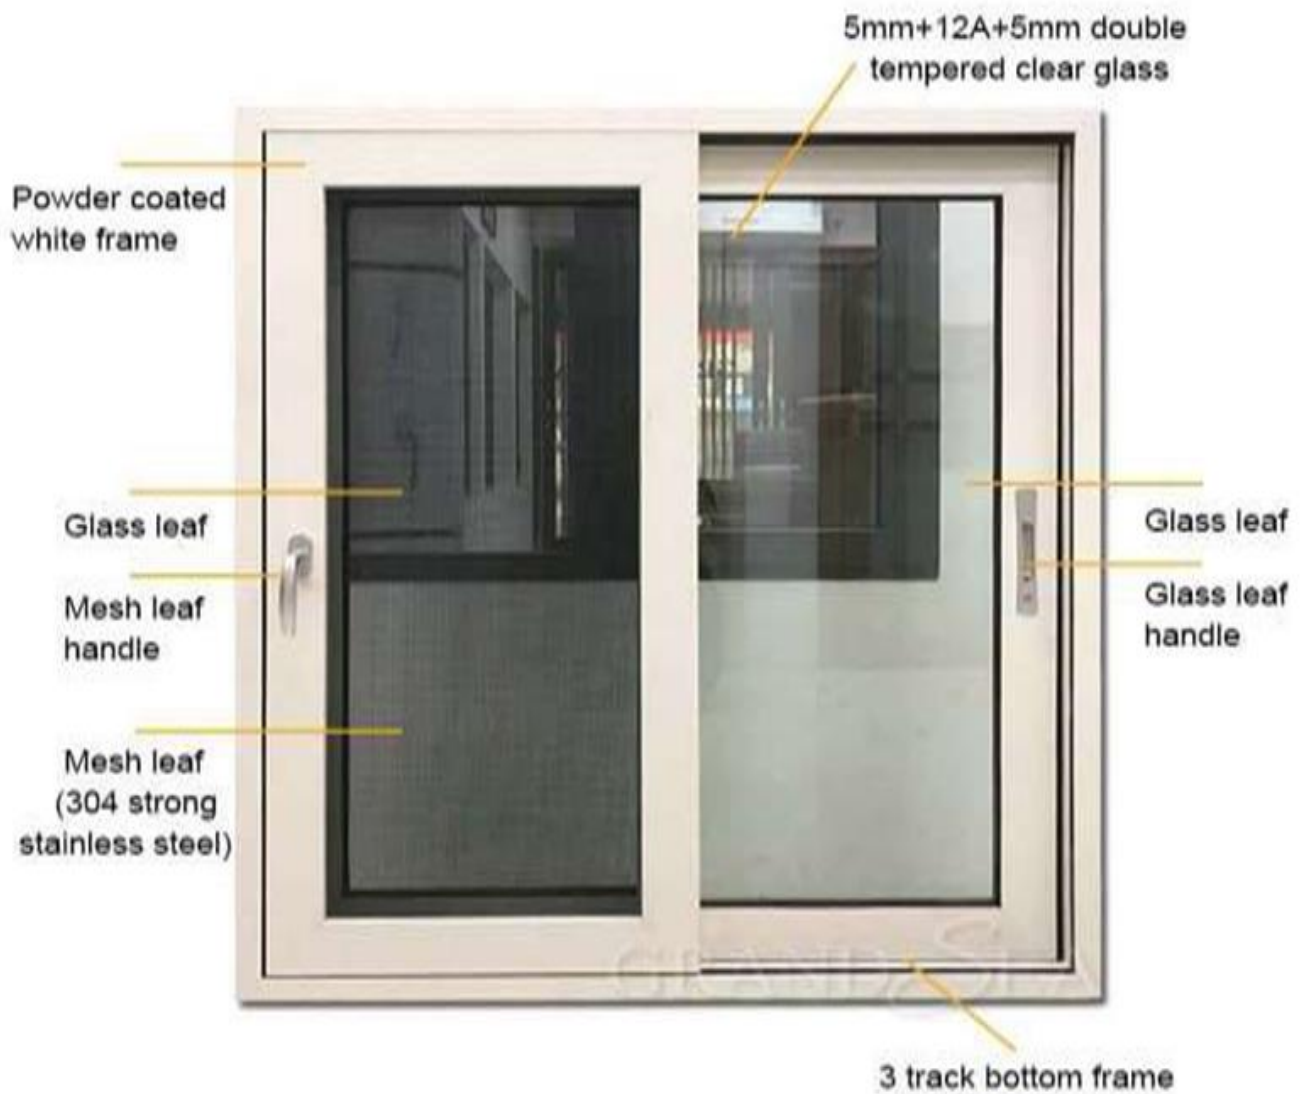 5mm+12A+5mm double
tempered clear glass
Powder coated
white frame
Glass leaf
Mesh leaf
handle
Mesh leaf
(304 strong
stainless steel)
Glass leaf
Glass leaf
handle
3 track bottom frame